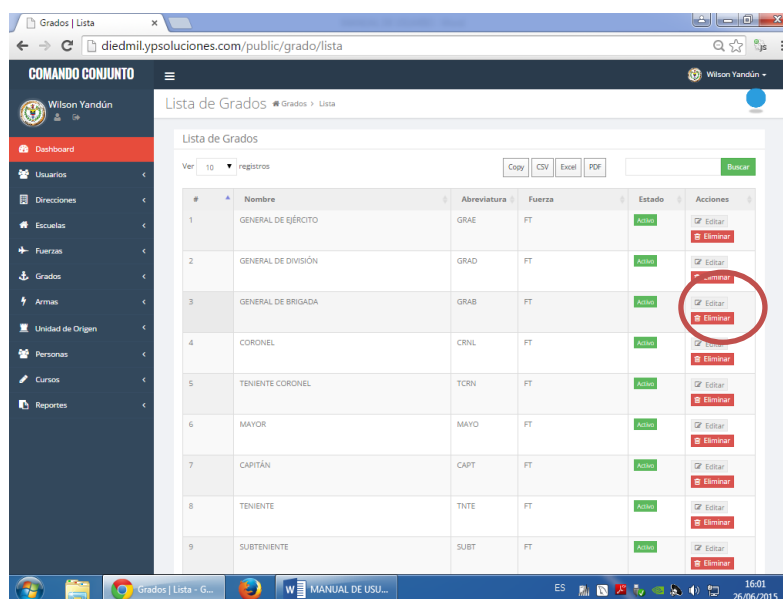 Grados | Lista
diedmil.ypsoluciones.com/public/grado/lista
COMANDO CONJUNTO
Wilson Yandún
Wilson Yandún
Lista de Grados Grados > Lista
Dashboard
Usuarios
Direcciones
Escuelas
Fuerzas
Grados
Armas
Unidad de Origen
Personas
Cursos
Reportes
Lista de Grados
Ver 10 registros Copy CSV Excel PDF Buscar
# Nombre Abreviatura Fuerza Estado Acciones
1 GENERAL DE EJÉRCITO GRAE FT Activo Editar
Eliminar
2 GENERAL DE DIVISIÓN GRAD FT Activo Editar
Eliminar
3 GENERAL DE BRIGADA GRAB FT Activo Editar
Eliminar
4 CORONEL CRNL FT Activo Editar
Eliminar
5 TENIENTE CORONEL TCRN FT Activo Editar
Eliminar
6 MAYOR MAYO FT Activo Editar
Eliminar
7 CAPITÁN CAPT FT Activo Editar
Eliminar
8 TENIENTE TNTE FT Activo Editar
Eliminar
9 SUBTENIENTE SUBT FT Activo Editar
Eliminar
Grados | Lista - G...
MANUAL DE USU...
ES
16:01
26/06/2015